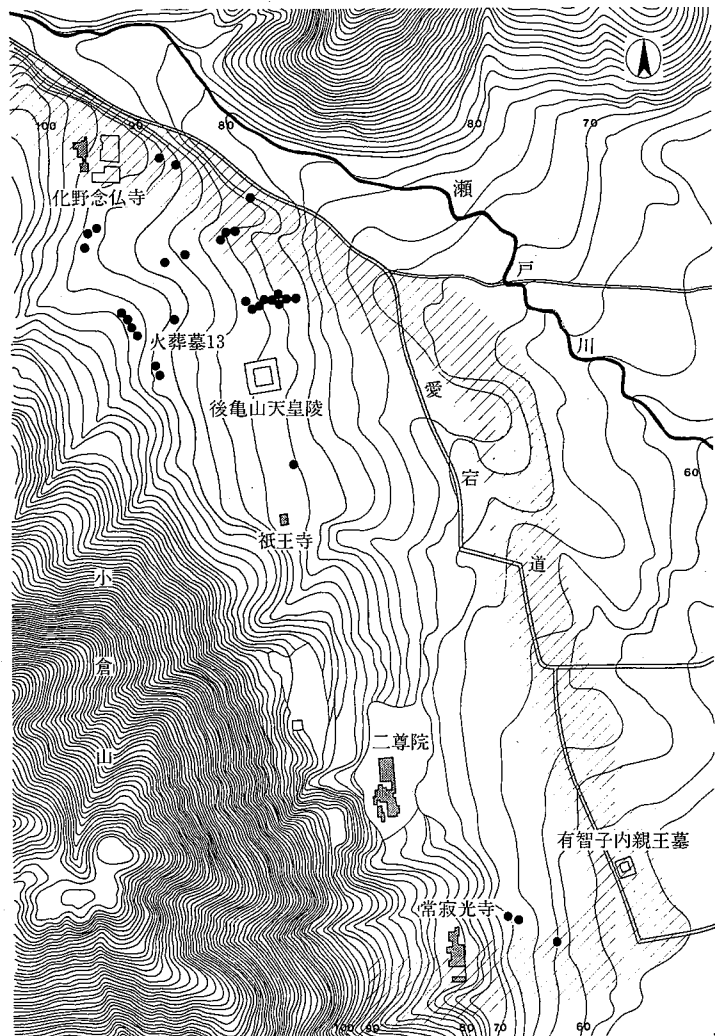 100
90
80
80
70
瀬戸川
化野念仏寺
火葬墓13
後亀山天皇陵
愛宕道
60
祇王寺
小倉山
二尊院
有智子内親王墓
常寂光寺
100
90
80
70
60